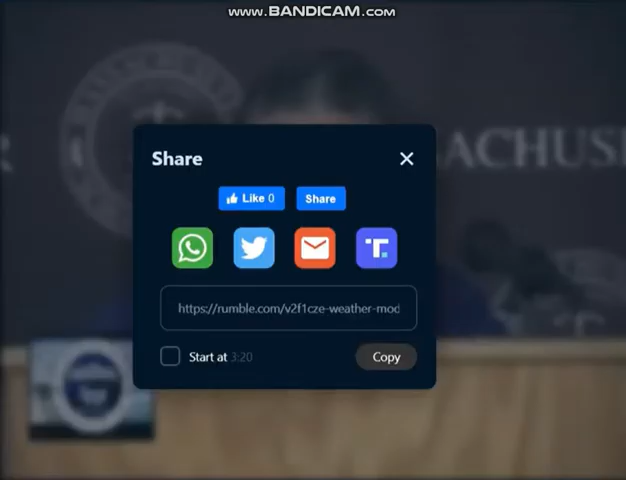 www.BANDICAM.com
ACHUS
Share
Like 0
Share
https://rumble.com/v2f1cze-weather-mod
Start at 3:20
Copy